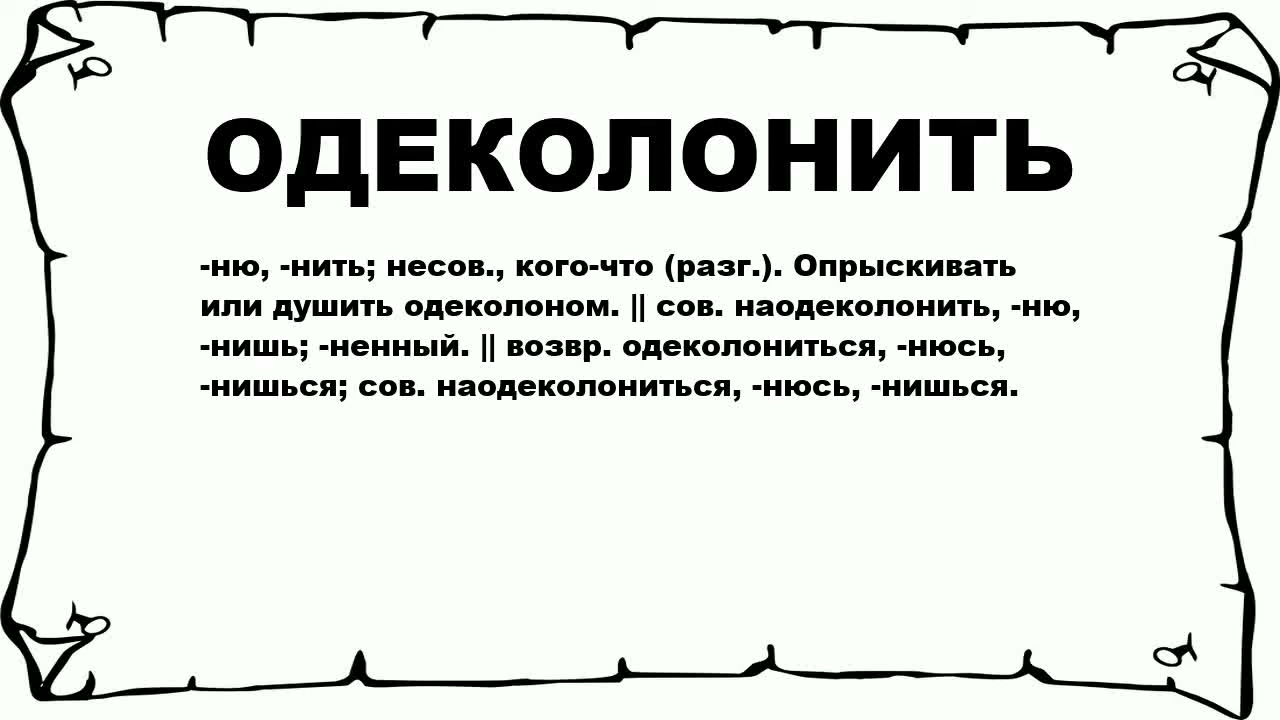 ОДЕКОЛОНИТЬ
-ню, -нить; несов., кого-что (разг.). Опрыскивать
или душить одеколоном. || сов. наодеколонить, -ню,
-нишь; -ненный. || возвр. одеколониться, -нюсь,
-нишься; сов. наодеколониться, -нюсь, -нишься.